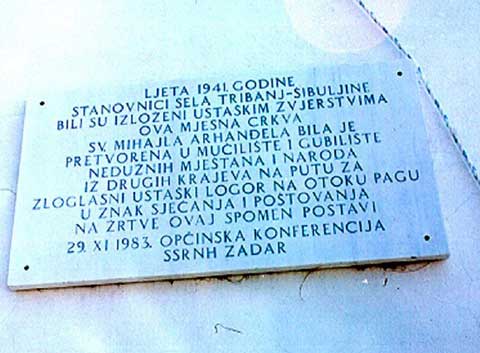 LJETA 1941. GODINE
STANOVNICI SELA TRIBANJ-ŠIBULJINE
BILI SU IZLOŽENI USTAŠKIM ZVJERSTVIMA
OVA MJESNA CRKVA
SV. MIHAJLA ARHANĐELA BILA JE
PRETVORENA U MUČILIŠTE I GUBILIŠTE
NEDUŽNIH MJEŠTANA I NARODA
IZ DRUGIH KRAJEVA NA PUTU ZA
ZLOGLASNI USTAŠKI LOGOR NA OTOKU PAGU
U ZNAK SJEĆANJA I POŠTOVANJA
NA ŽRTVE OVAJ SPOMEN POSTAVI
29. XI 1983. OPĆINSKA KONFERENCIJA
SSRNH ZADAR